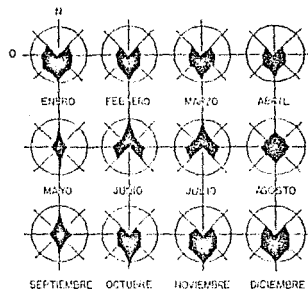 N
O
ENERO FEBRERO MARZO ABRIL
MAYO JUNIO JULIO AGOSTO
SEPTIEMBRE OCTUBRE NOVIEMBRE DICIEMBRE